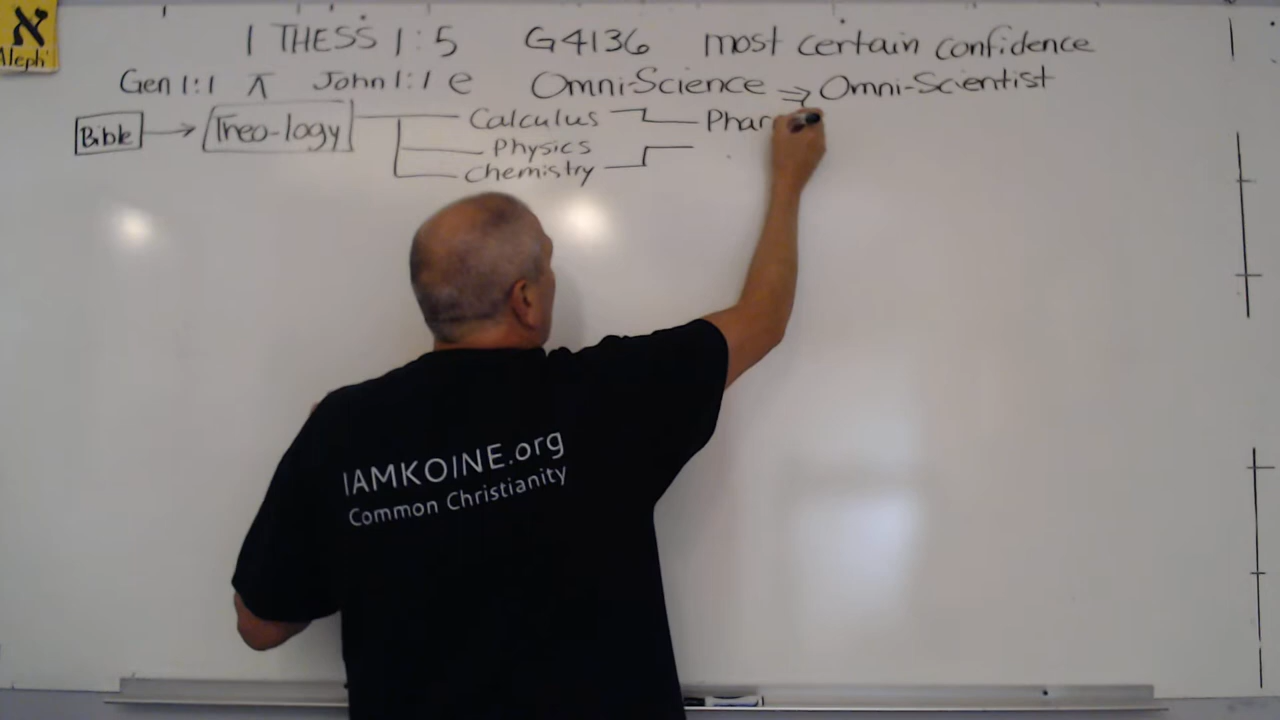 א
Aleph
1 THESS 1:5 G4136 most certain confidence
Gen 1:1 π John 1:1 e Omni-Science ⇒ Omni-Scientist
Bible → Theo-logy Calculus Phar
Physics
Chemistry
IAMKOINE.org
Common Christianity